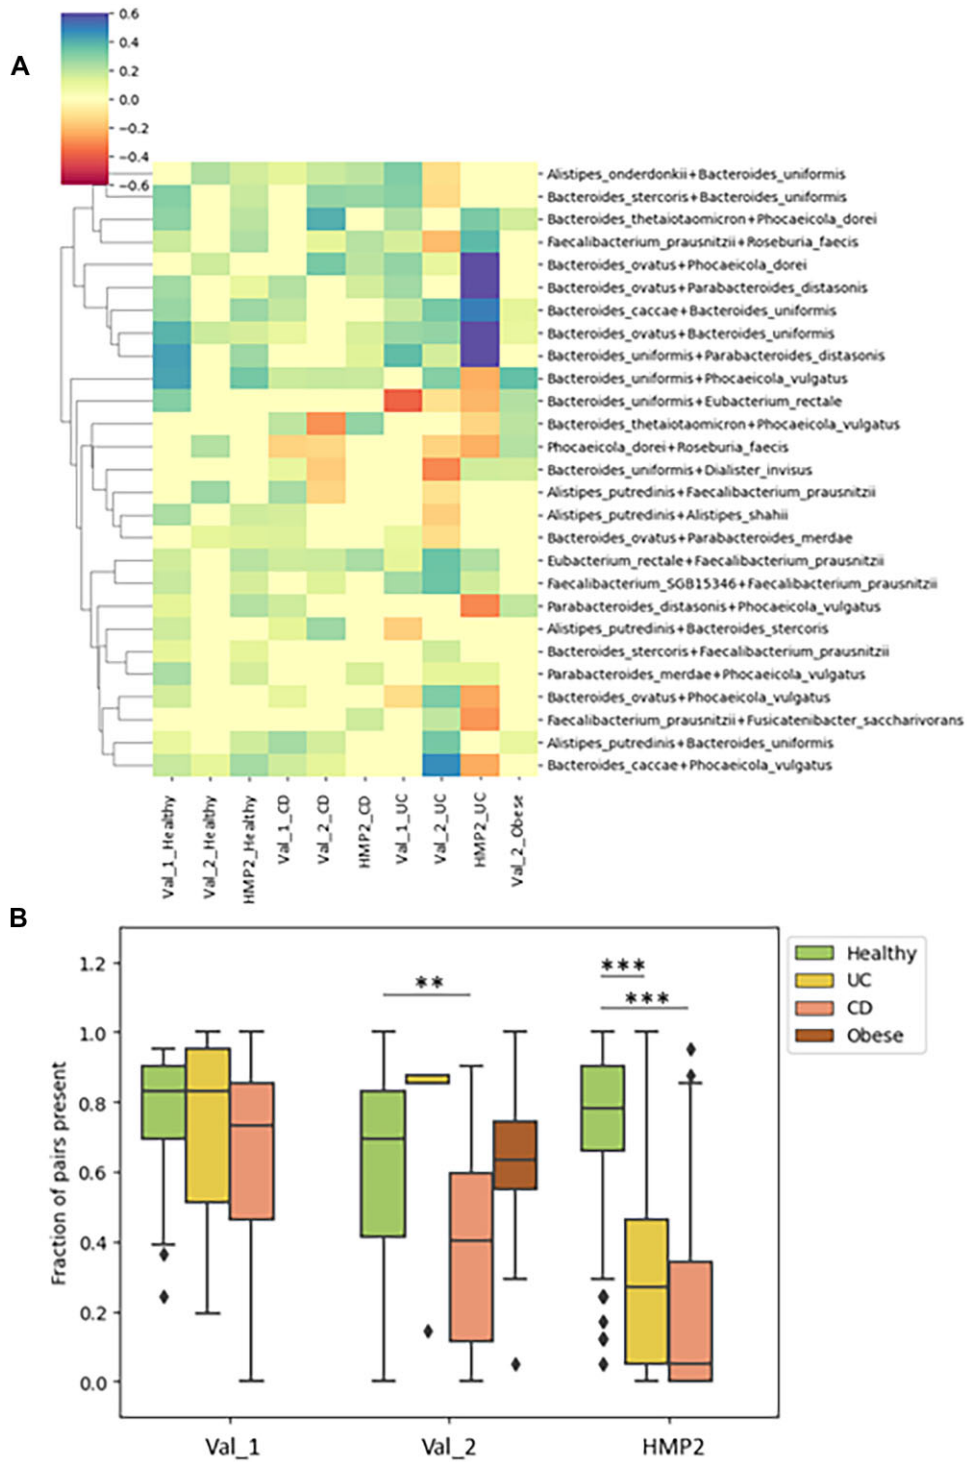 A
0.6
0.4
0.2
0.0
−0.2
−0.4
−0.6
Alistipes_onderdonkii+Bacteroides_uniformis
Bacteroides_stercoris+Bacteroides_uniformis
Bacteroides_thetaiotaomicron+Phocaeicola_dorei
Faecalibacterium_prausnitzii+Roseburia_faecis
Bacteroides_ovatus+Phocaeicola_dorei
Bacteroides_ovatus+Parabacteroides_distasonis
Bacteroides_caccae+Bacteroides_uniformis
Bacteroides_ovatus+Bacteroides_uniformis
Bacteroides_uniformis+Parabacteroides_distasonis
Bacteroides_uniformis+Phocaeicola_vulgatus
Bacteroides_uniformis+Eubacterium_rectale
Bacteroides_thetaiotaomicron+Phocaeicola_vulgatus
Phocaeicola_dorei+Roseburia_faecis
Bacteroides_uniformis+Dialister_invisus
Alistipes_putredinis+Faecalibacterium_prausnitzii
Alistipes_putredinis+Alistipes_shahii
Bacteroides_ovatus+Parabacteroides_merdae
Eubacterium_rectale+Faecalibacterium_prausnitzii
Faecalibacterium_SGB15346+Faecalibacterium_prausnitzii
Parabacteroides_distasonis+Phocaeicola_vulgatus
Alistipes_putredinis+Bacteroides_stercoris
Bacteroides_stercoris+Faecalibacterium_prausnitzii
Parabacteroides_merdae+Phocaeicola_vulgatus
Bacteroides_ovatus+Phocaeicola_vulgatus
Faecalibacterium_prausnitzii+Fusicatenibacter_saccharivorans
Alistipes_putredinis+Bacteroides_uniformis
Bacteroides_caccae+Phocaeicola_vulgatus
Val_1_Healthy
Val_2_Healthy
HMP2_Healthy
Val_1_CD
Val_2_CD
HMP2_CD
Val_1_UC
Val_2_UC
HMP2_UC
Val_2_Obese
B
Fraction of pairs present
1.2
1.0
0.8
0.6
0.4
0.2
0.0
**
***
***
Healthy
UC
CD
Obese
Val_1
Val_2
HMP2